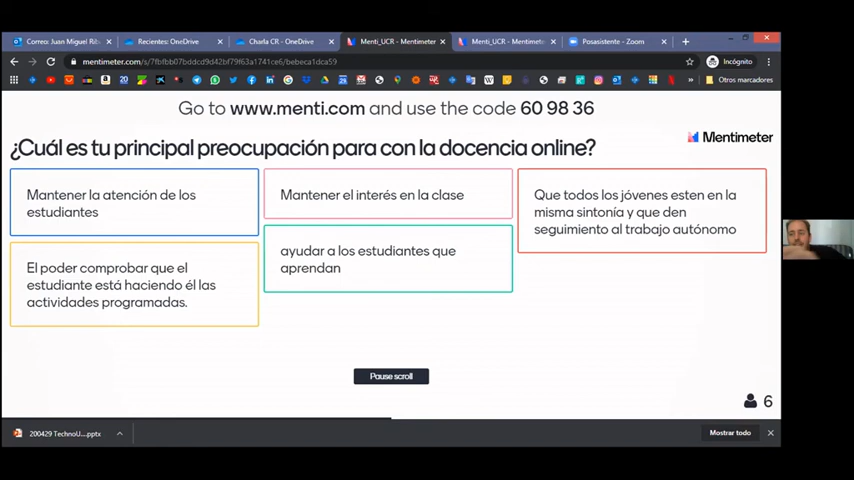 Correo: Juan Miguel Rib
Recientes: OneDrive
Charla CR - OneDrive
Menti_UCR - Mentimeter
Menti_UCR - Mentimete
Posasistente - Zoom
mentimeter.com/s/7fbfbb07bddcd9d42bf79f63a1741ce6/bebeca1dca59
Incógnito
Otros marcadores
Go to www.menti.com and use the code 60 98 36
¿Cuál es tu principal preocupación para con la docencia online?
Mentimeter
Mantener la atención de los
estudiantes
El poder comprobar que el
estudiante está haciendo él las
actividades programadas.
Mantener el interés en la clase
ayudar a los estudiantes que
aprendan
Que todos los jóvenes esten en la
misma sintonía y que den
seguimiento al trabajo autónomo
Pause scroll
6
200429 TechnoU....pptx
Mostrar todo